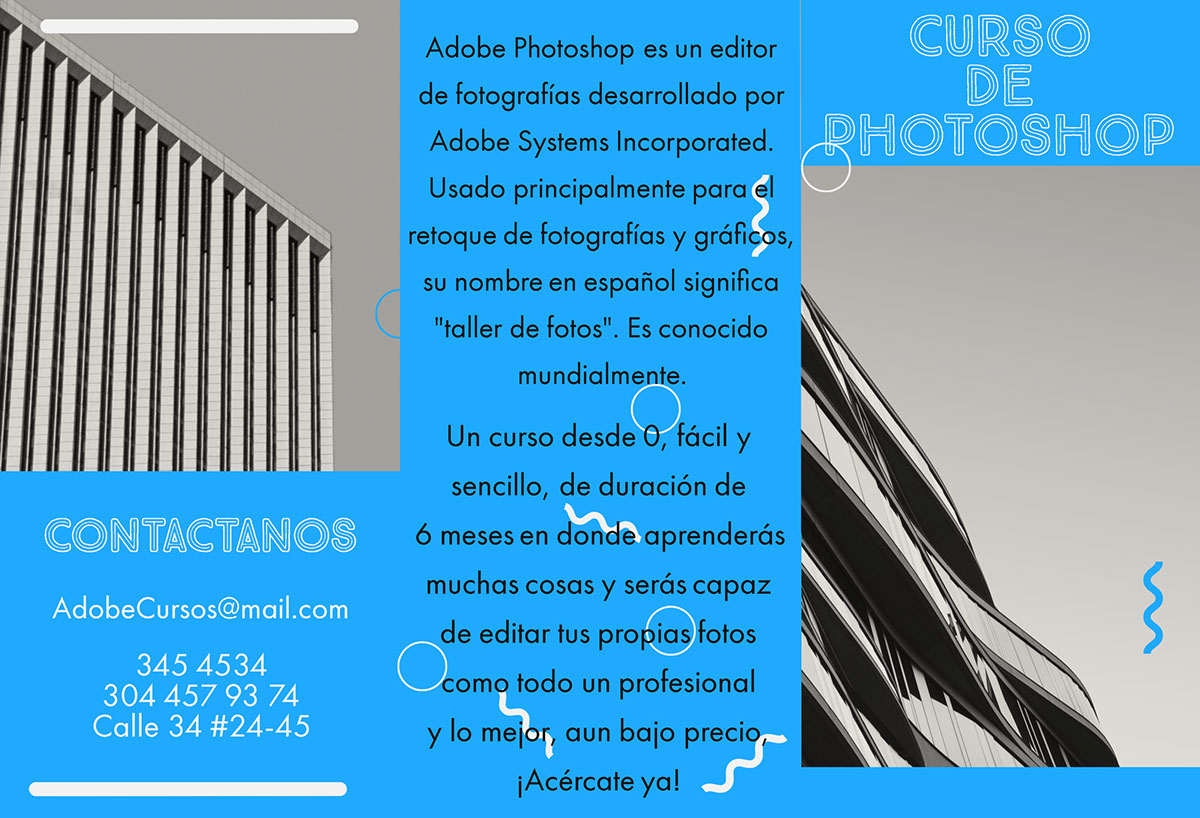 CONTACTANOS
AdobeCursos@mail.com
345 4534
304 457 93 74
Calle 34 #24-45
Adobe Photoshop es un editor
de fotografías desarrollado por
Adobe Systems Incorporated.
Usado principalmente para el
retoque de fotografías y gráficos,
su nombre en español significa
"taller de fotos". Es conocido
mundialmente.
Un curso desde 0, fácil y
sencillo, de duración de
6 meses en donde aprenderás
muchas cosas y serás capaz
de editar tus propias fotos
como todo un profesional
y lo mejor, aun bajo precio,
¡Acércate ya!
CURSO
DE
PHOTOSHOP